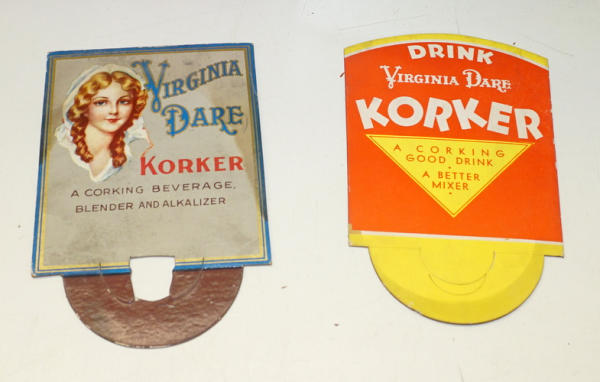 VIRGINIA
DARE
KORKER
A CORKING BEVERAGE,
BLENDER AND ALKALIZER
DRINK
VIRGINIA DARE
KORKER
A CORKING
GOOD DRINK
•
A BETTER
MIXER
•